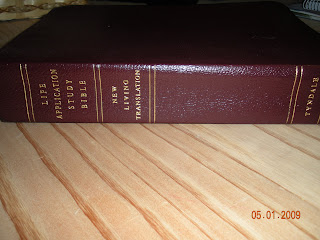 LIFE
APPLICATION
STUDY
BIBLE
NEW
LIVING
TRANSLATION
TYNDALE
05.01.2009